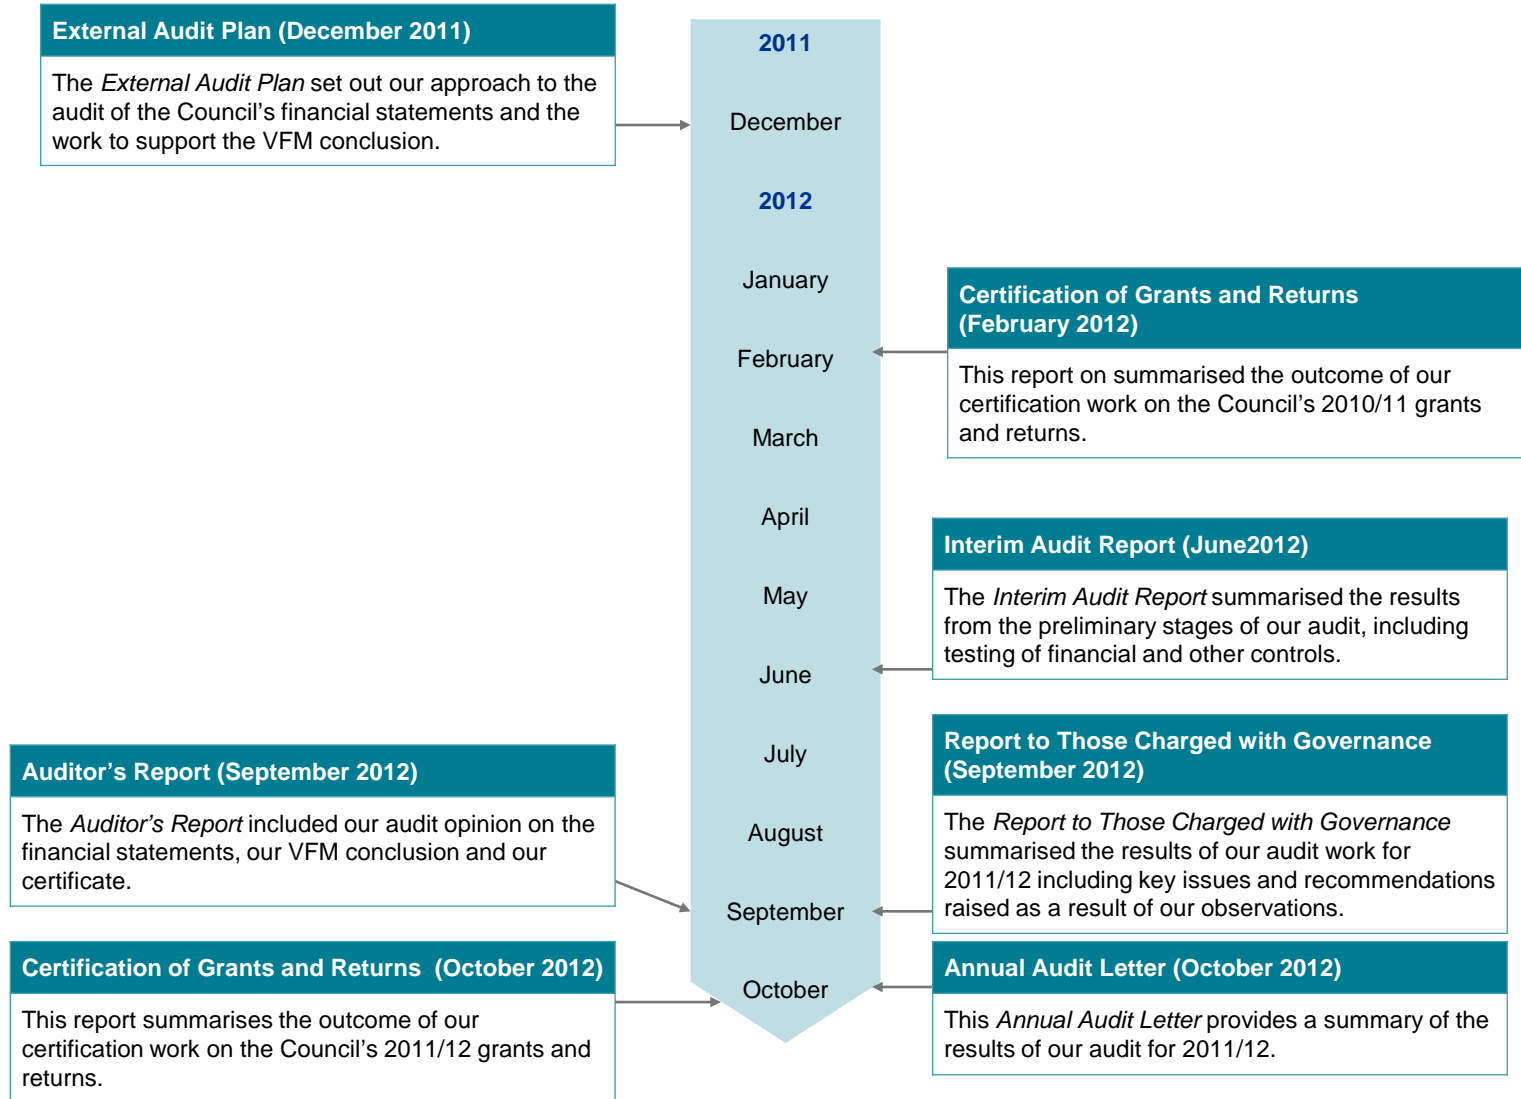 External Audit Plan (December 2011)
The External Audit Plan set out our approach to the
audit of the Council’s financial statements and the
work to support the VFM conclusion.
2011
December
2012
January
February
March
April
May
June
July
August
September
October
Certification of Grants and Returns
(February 2012)
This report on summarised the outcome of our
certification work on the Council’s 2010/11 grants
and returns.
Interim Audit Report (June2012)
The Interim Audit Report summarised the results
from the preliminary stages of our audit, including
testing of financial and other controls.
Auditor’s Report (September 2012)
The Auditor’s Report included our audit opinion on the
financial statements, our VFM conclusion and our
certificate.
Report to Those Charged with Governance
(September 2012)
The Report to Those Charged with Governance
summarised the results of our audit work for
2011/12 including key issues and recommendations
raised as a result of our observations.
Certification of Grants and Returns (October 2012)
This report summarises the outcome of our
certification work on the Council’s 2011/12 grants and
returns.
Annual Audit Letter (October 2012)
This Annual Audit Letter provides a summary of the
results of our audit for 2011/12.